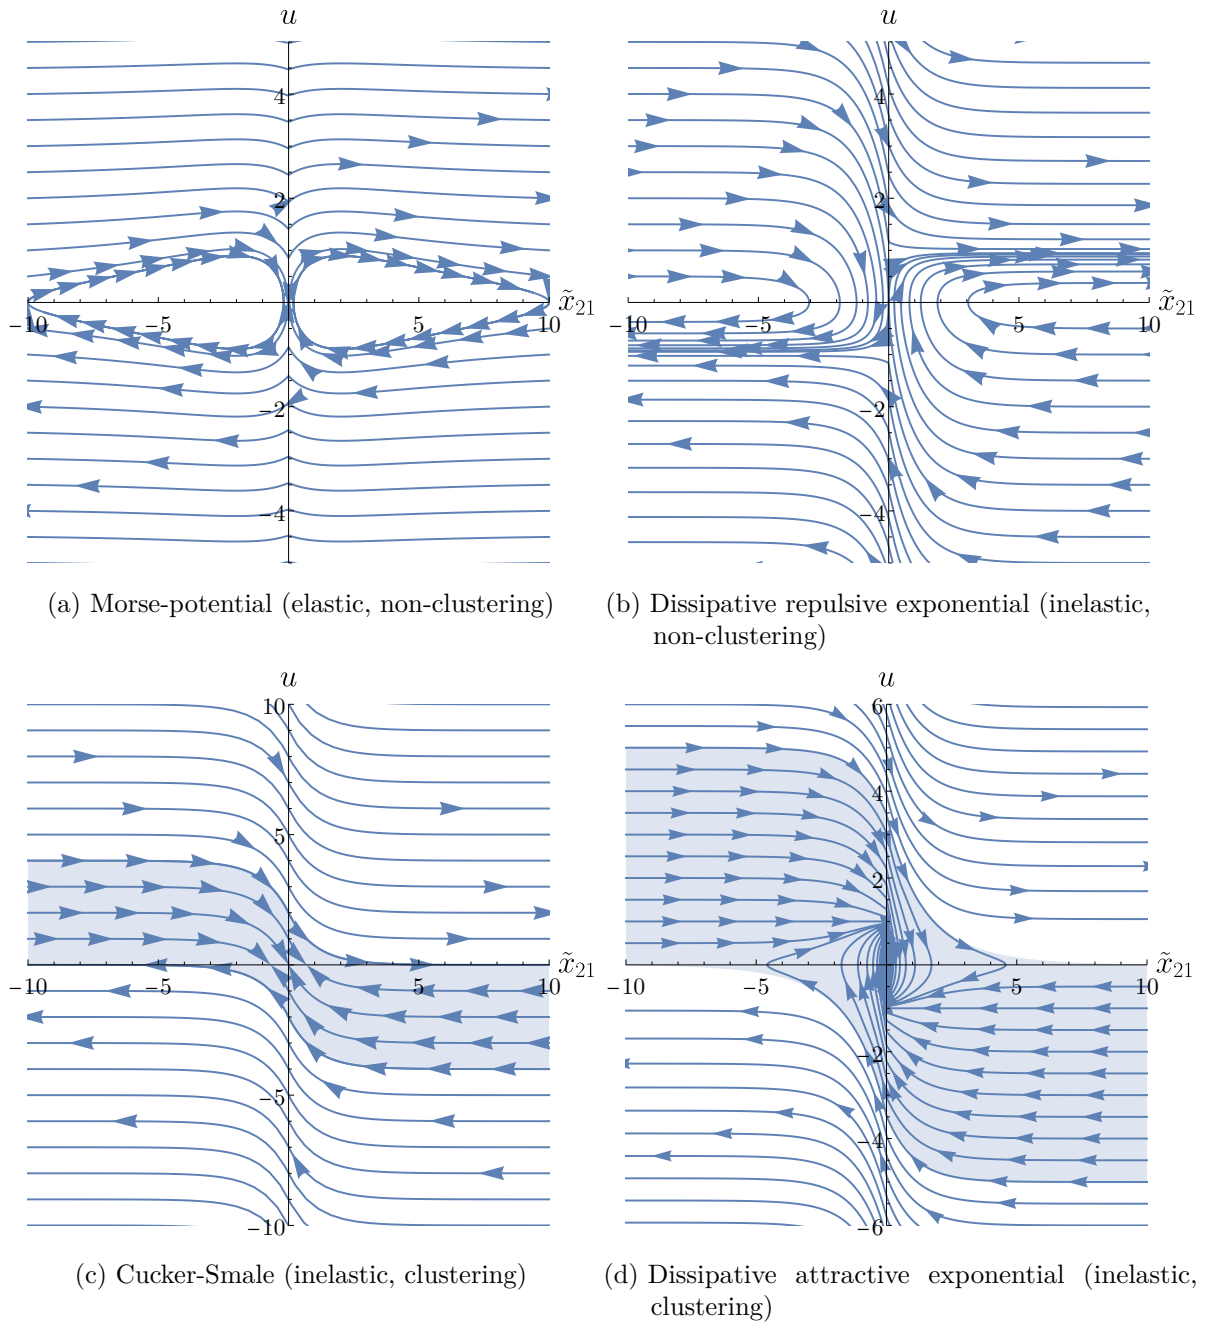 u u
4 4
2 2
x̃₂₁ x̃₂₁
−10 −5 5 10 −5 5 10
−2 −2
−4 −4
(a) Morse-potential (elastic, non-clustering)
(b) Dissipative repulsive exponential (inelastic,
non-clustering)
u u
10 6
4
5
2
x̃₂₁ x̃₂₁
−10 −5 5 10 −10 −5 5 10
−2
−5
−4
−10 −6
(c) Cucker-Smale (inelastic, clustering)
(d) Dissipative attractive exponential (inelastic,
clustering)